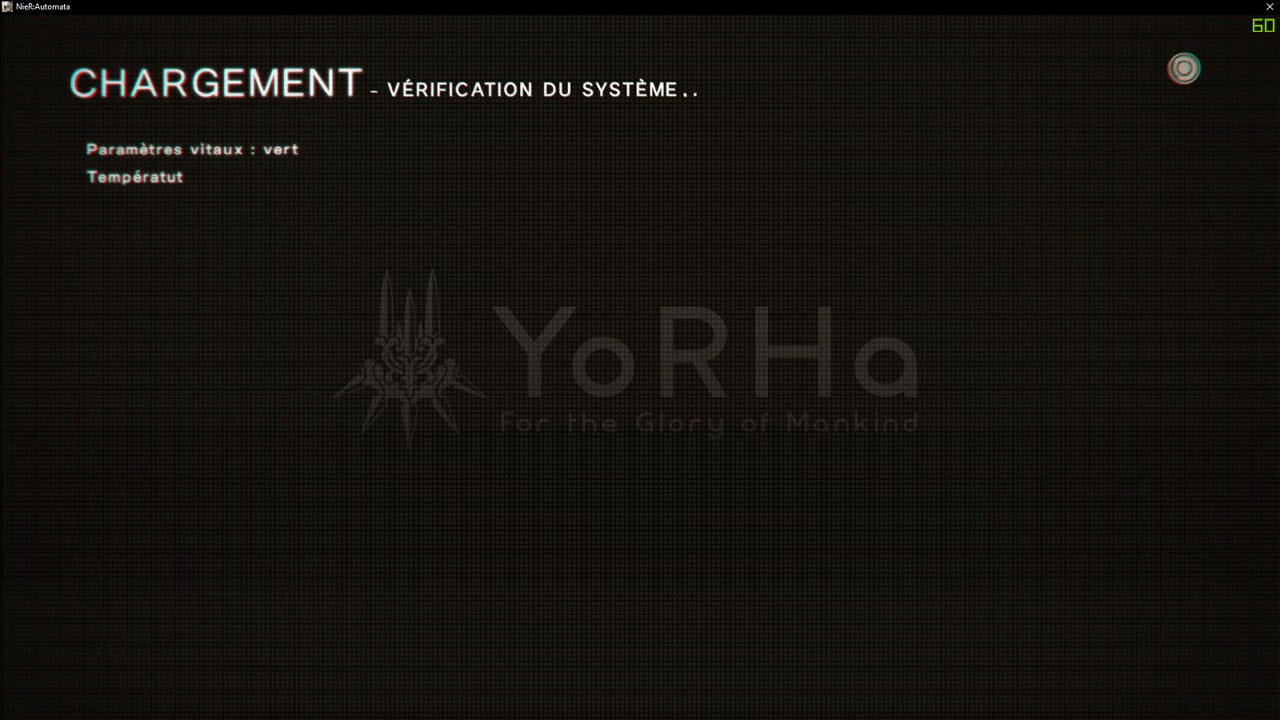 NieR:Automata
60
CHARGEMENT - VÉRIFICATION DU SYSTÈME..
Paramètres vitaux : vert
Températut
YoRHa
For the Glory of Mankind